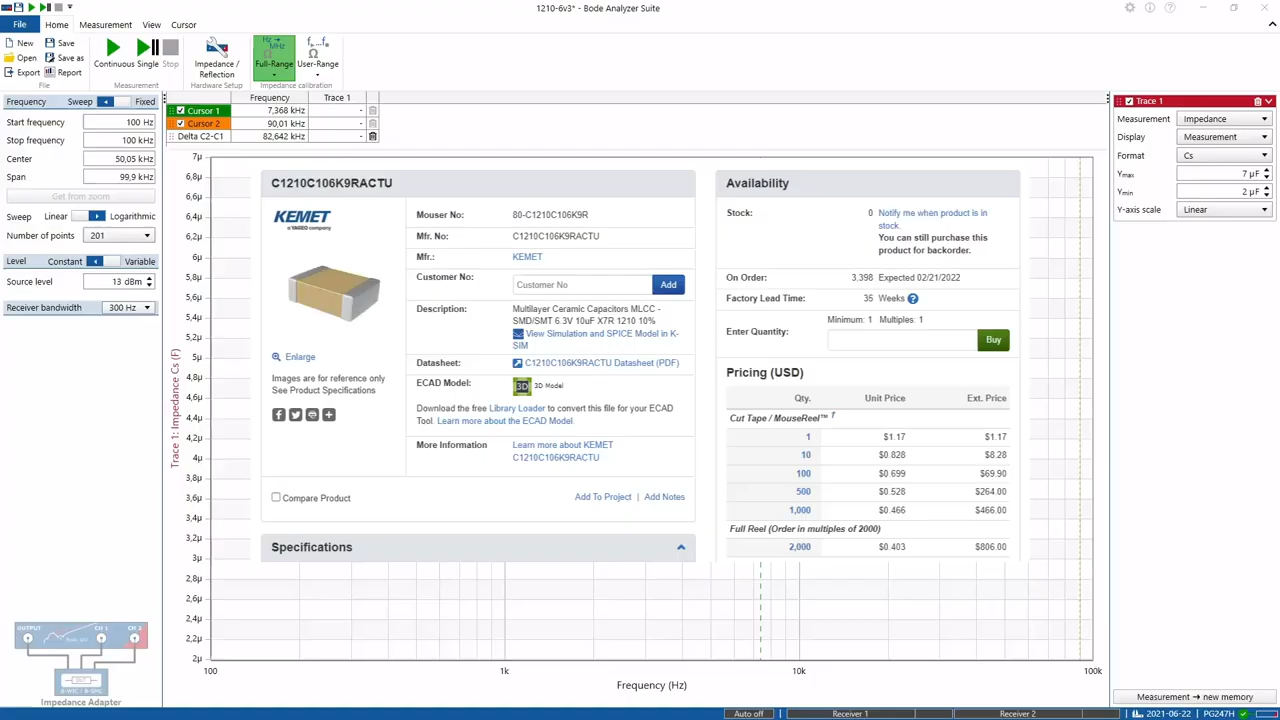 1210-6v3* - Bode Analyzer Suite
File Home Measurement View Cursor
New Save
Open Save as
Export Report
File
Continuous Single Stop
Measurement
Impedance / Reflection
Hardware Setup
Hz → MHz
Full-Range User-Range
Impedance calibration
Frequency Sweep Fixed
Start frequency 100 Hz
Stop frequency 100 kHz
Center 50,05 kHz
Span 99,9 kHz
Get from zoom
Sweep Linear Logarithmic
Number of points 201
Level Constant Variable
Source level 13 dBm
Receiver bandwidth 300 Hz
OUTPUT CH 1 CH 2
Impedance Adapter
Frequency Trace 1
Cursor 1 7,368 kHz -
Cursor 2 90,01 kHz -
Delta C2-C1 82,642 kHz -
Trace 1: Impedance Cs (F)
7µ
6,8µ
6,6µ
6,4µ
6,2µ
6µ
5,8µ
5,6µ
5,4µ
5,2µ
5µ
4,8µ
4,6µ
4,4µ
4,2µ
4µ
3,8µ
3,6µ
3,4µ
3,2µ
3µ
2,8µ
2,6µ
2,4µ
2,2µ
2µ
100 1k 10k 100k
Frequency (Hz)
C1210C106K9RACTU
KEMET
a YAGEO company
Enlarge
Images are for reference only
See Product Specifications
Mouser No: 80-C1210C106K9R
Mfr. No: C1210C106K9RACTU
Mfr.: KEMET
Customer No: Customer No Add
Description: Multilayer Ceramic Capacitors MLCC -
SMD/SMT 6.3V 10uF X7R 1210 10%
View Simulation and SPICE Model in K-
SIM
Datasheet: C1210C106K9RACTU Datasheet (PDF)
ECAD Model: 3D 3D Model
Download the free Library Loader to convert this file for your ECAD
Tool. Learn more about the ECAD Model.
More Information Learn more about KEMET
C1210C106K9RACTU
Compare Product Add To Project | Add Notes
Specifications
Availability
Stock: 0 Notify me when product is in
stock.
You can still purchase this
product for backorder.
On Order: 3,398 Expected 02/21/2022
Factory Lead Time: 35 Weeks ?
Minimum: 1 Multiples: 1
Enter Quantity: Buy
Pricing (USD)
Qty. Unit Price Ext. Price
Cut Tape / MouseReel™ †
1 $1.17 $1.17
10 $0.828 $8.28
100 $0.699 $69.90
500 $0.528 $264.00
1,000 $0.466 $466.00
Full Reel (Order in multiples of 2000)
2,000 $0.403 $806.00
Trace 1
Measurement Impedance
Display Measurement
Format Cs
Ymax 7 µF
Ymin 2 µF
Y-axis scale Linear
Measurement → new memory
Auto off Receiver 1 Receiver 2 2021-06-22 PG247H